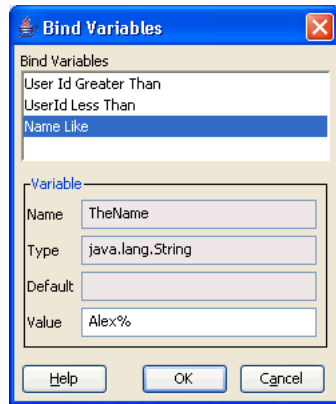 Bind Variables
Bind Variables
User Id Greater Than
UserId Less Than
Name Like
Variable
Name TheName
Type java.lang.String
Default
Value Alex%
Help OK Cancel